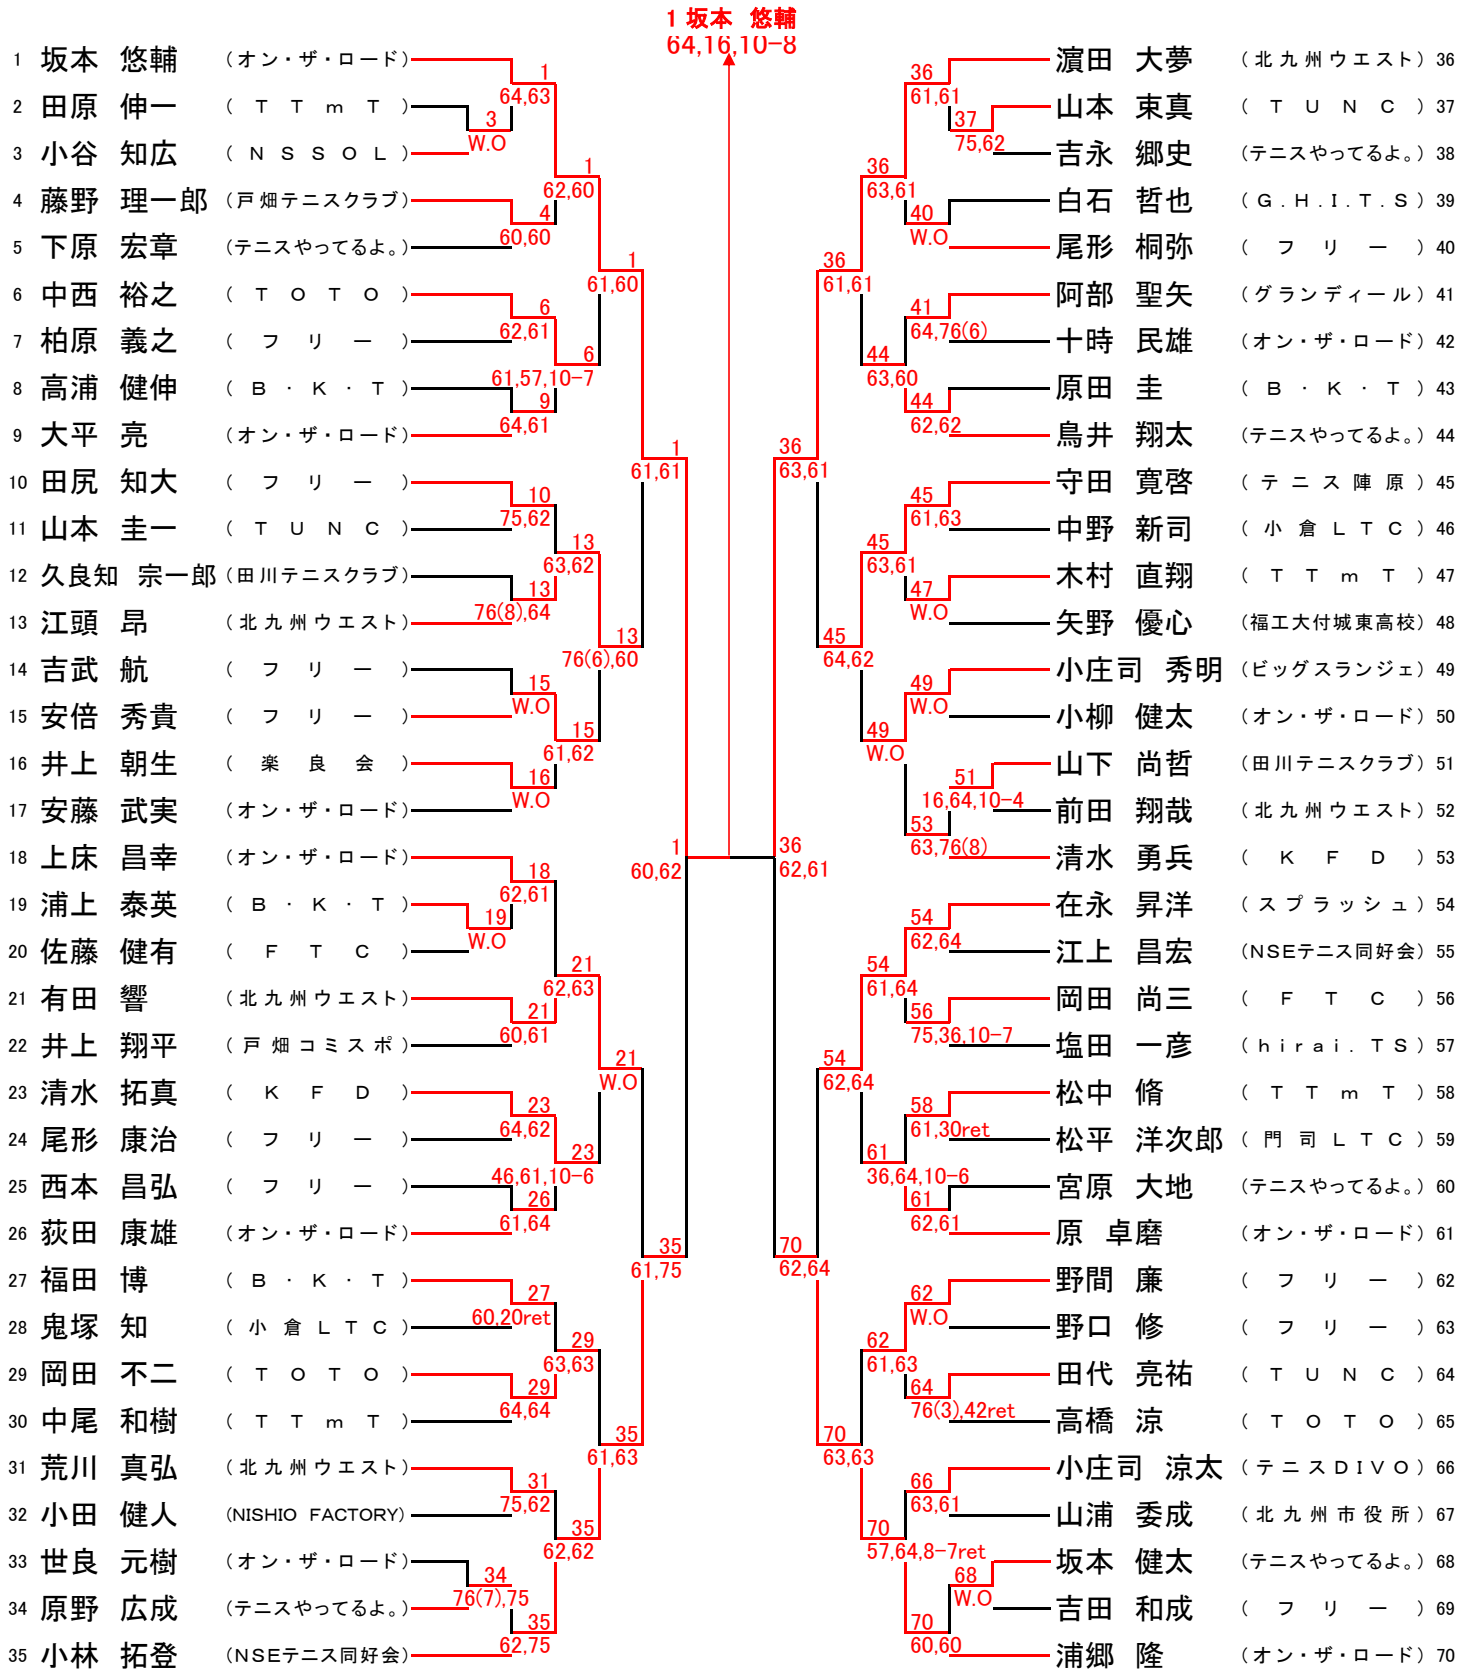 1 坂本 悠輔
64,16,10-8
1 坂本 悠輔 (オン・ザ・ロード)
2 田原 伸一 (TTmT)
3 小谷 知広 (NSSOL)
4 藤野 理一郎 (戸畑テニスクラブ)
5 下原 宏章 (テニスやってるよ。)
6 中西 裕之 (TOTO)
7 柏原 義之 (フリー)
8 高浦 健伸 (B・K・T)
9 大平 亮 (オン・ザ・ロード)
10 田尻 知大 (フリー)
11 山本 圭一 (TUNC)
12 久良知 宗一郎 (田川テニスクラブ)
13 江頭 昂 (北九州ウエスト)
14 吉武 航 (フリー)
15 安倍 秀貴 (フリー)
16 井上 朝生 (楽良会)
17 安藤 武実 (オン・ザ・ロード)
18 上床 昌幸 (オン・ザ・ロード)
19 浦上 泰英 (B・K・T)
20 佐藤 健有 (FTC)
21 有田 響 (北九州ウエスト)
22 井上 翔平 (戸畑コミスポ)
23 清水 拓真 (KFD)
24 尾形 康治 (フリー)
25 西本 昌弘 (フリー)
26 荻田 康雄 (オン・ザ・ロード)
27 福田 博 (B・K・T)
28 鬼塚 知 (小倉LTC)
29 岡田 不二 (TOTO)
30 中尾 和樹 (TTmT)
31 荒川 真弘 (北九州ウエスト)
32 小田 健人 (NISHIO FACTORY)
33 世良 元樹 (オン・ザ・ロード)
34 原野 広成 (テニスやってるよ。)
35 小林 拓登 (NSEテニス同好会)
3
W.O
19
W.O
34
76(7),75
1
64,63
4
60,60
6
62,61
9
64,61
10
75,62
13
76(8),64
15
W.O
16
W.O
18
62,61
21
60,61
23
64,62
26
61,64
27
60,20ret
29
64,64
31
75,62
35
62,75
1
62,60
6
61,57,10-7
13
63,62
15
61,62
21
62,63
23
46,61,10-6
29
63,63
35
62,62
1
61,60
13
76(6),60
21
W.O
35
61,63
1
61,61
35
61,75
1
60,62
36
62,61
36
63,61
70
62,64
36
61,61
45
64,62
54
62,64
70
63,63
36
63,61
44
63,60
45
63,61
49
W.O
54
61,64
61
36,64,10-6
62
61,63
70
57,64,8-7ret
36
61,61
40
W.O
41
64,76(6)
44
62,62
45
61,63
47
W.O
49
W.O
53
63,76(8)
54
62,64
56
75,36,10-7
58
61,30ret
61
62,61
62
W.O
64
76(3),42ret
66
63,61
70
60,60
37
75,62
51
16,64,10-4
68
W.O
濵田 大夢 (北九州ウエスト) 36
山本 束真 (TUNC) 37
吉永 郷史 (テニスやってるよ。) 38
白石 哲也 (G.H.I.T.S) 39
尾形 桐弥 (フリー) 40
阿部 聖矢 (グランディール) 41
十時 民雄 (オン・ザ・ロード) 42
原田 圭 (B・K・T) 43
鳥井 翔太 (テニスやってるよ。) 44
守田 寛啓 (テニス陣原) 45
中野 新司 (小倉LTC) 46
木村 直翔 (TTmT) 47
矢野 優心 (福工大付城東高校) 48
小庄司 秀明 (ビッグスランジェ) 49
小柳 健太 (オン・ザ・ロード) 50
山下 尚哲 (田川テニスクラブ) 51
前田 翔哉 (北九州ウエスト) 52
清水 勇兵 (KFD) 53
在永 昇洋 (スプラッシュ) 54
江上 昌宏 (NSEテニス同好会) 55
岡田 尚三 (FTC) 56
塩田 一彦 (hirai.TS) 57
松中 脩 (TTmT) 58
松平 洋次郎 (門司LTC) 59
宮原 大地 (テニスやってるよ。) 60
原 卓磨 (オン・ザ・ロード) 61
野間 廉 (フリー) 62
野口 修 (フリー) 63
田代 亮祐 (TUNC) 64
高橋 涼 (TOTO) 65
小庄司 涼太 (テニスDIVO) 66
山浦 委成 (北九州市役所) 67
坂本 健太 (テニスやってるよ。) 68
吉田 和成 (フリー) 69
浦郷 隆 (オン・ザ・ロード) 70